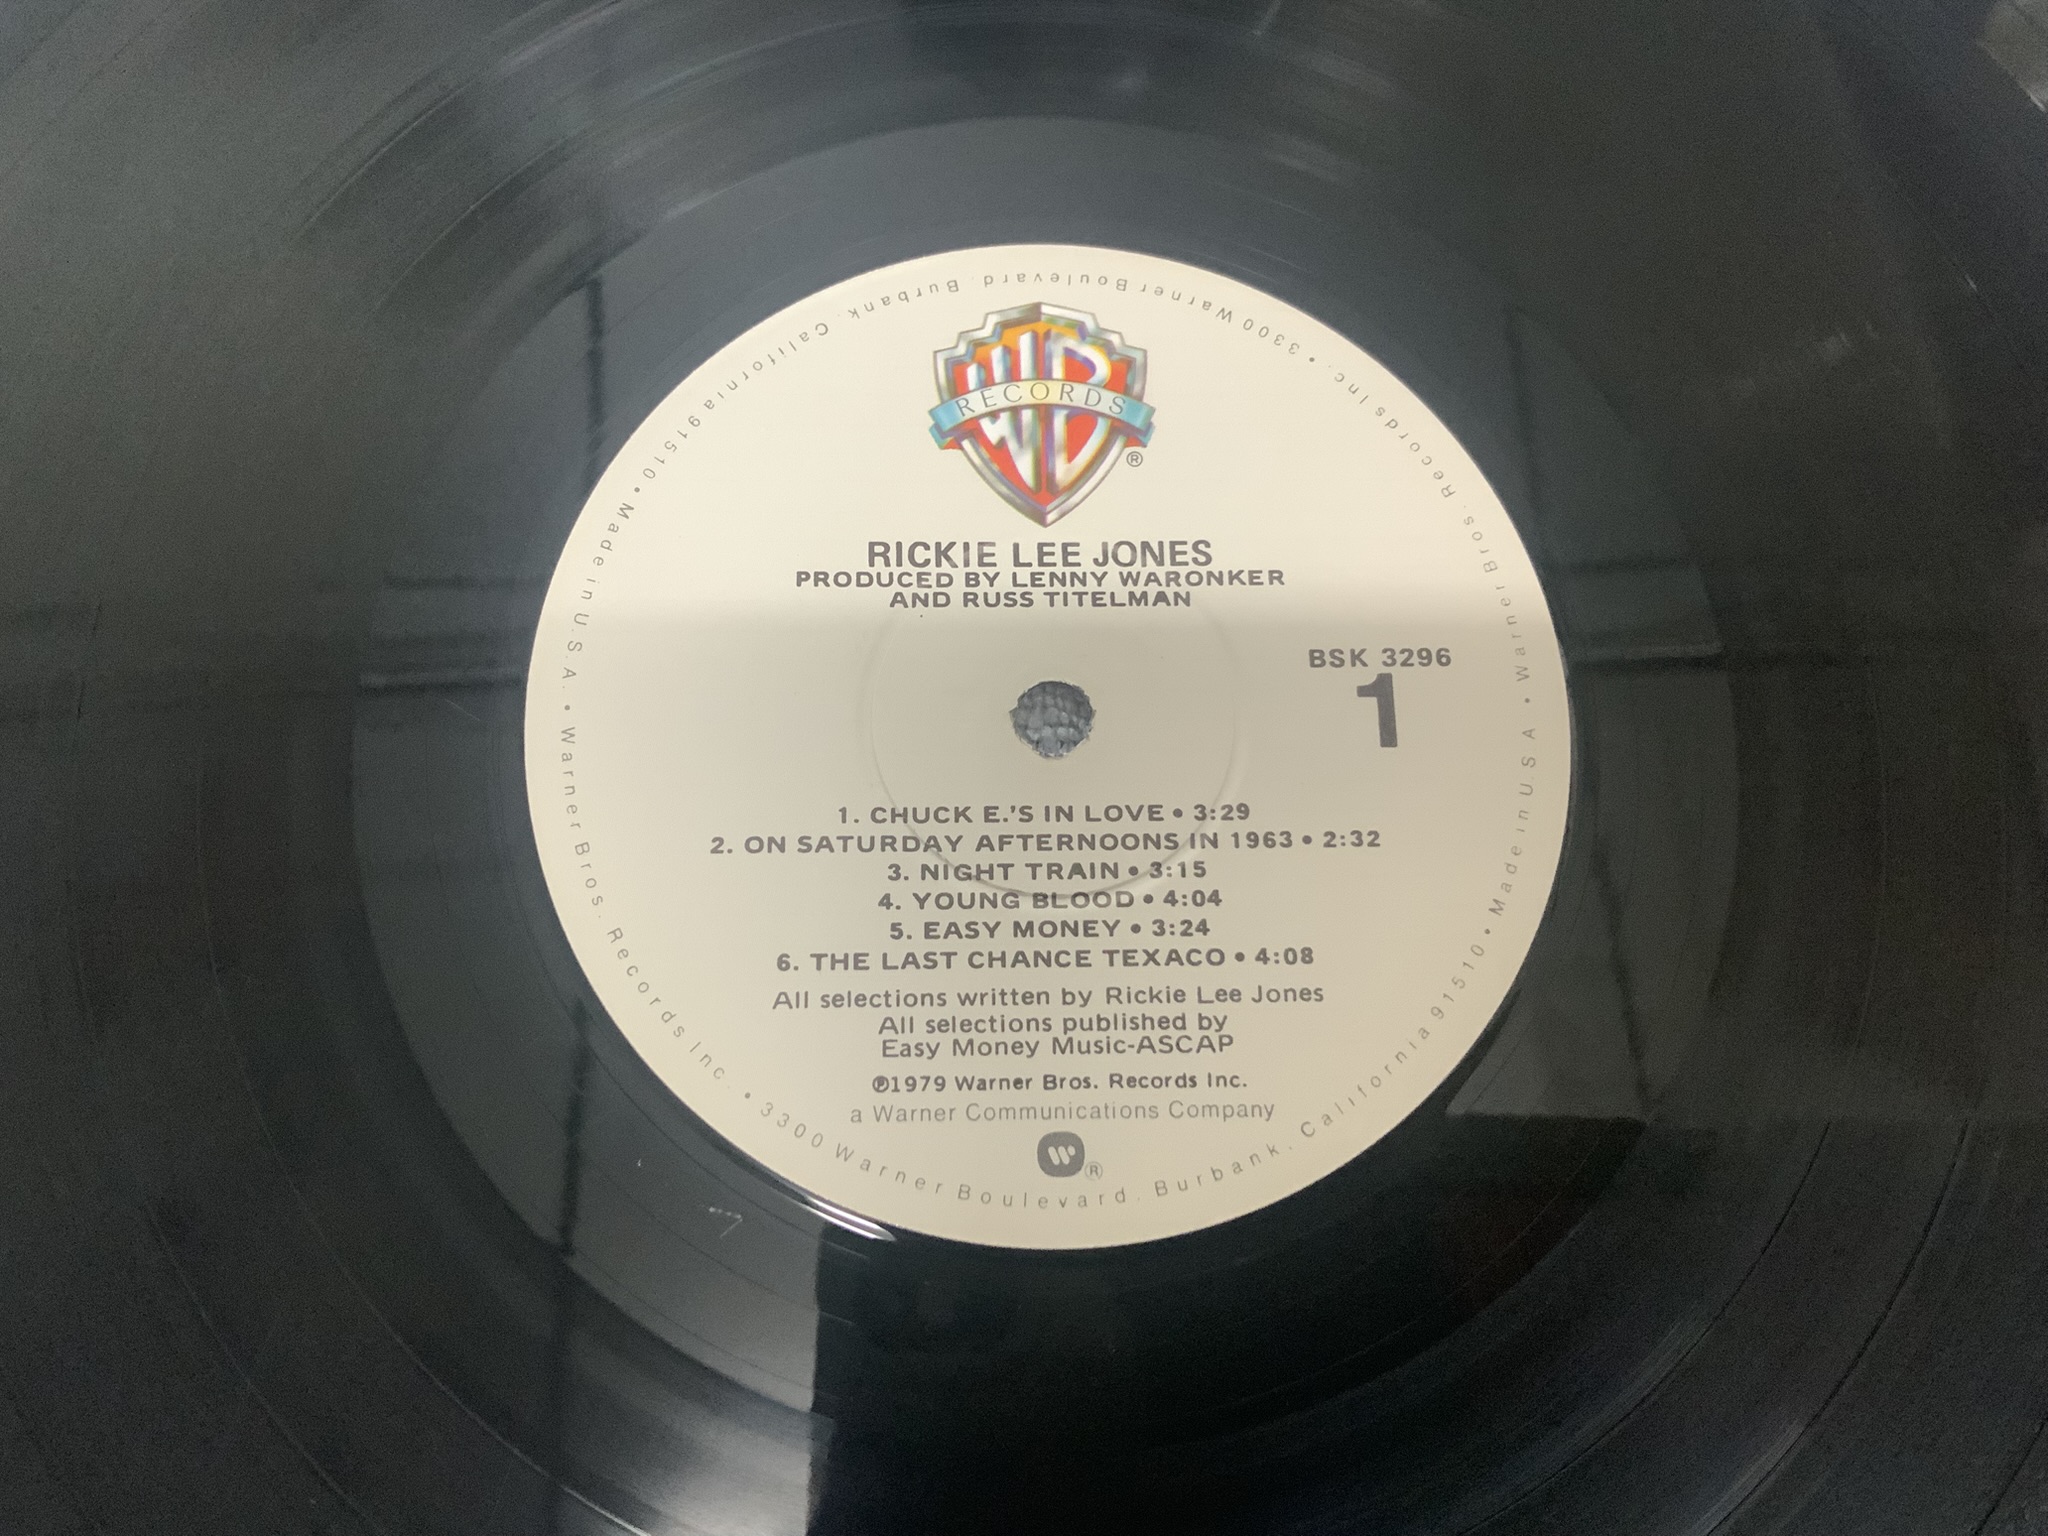 WB
RECORDS
®
RICKIE LEE JONES
PRODUCED BY LENNY WARONKER
AND RUSS TITELMAN
BSK 3296
1
1. CHUCK E.'S IN LOVE • 3:29
2. ON SATURDAY AFTERNOONS IN 1963 • 2:32
3. NIGHT TRAIN • 3:15
4. YOUNG BLOOD • 4:04
5. EASY MONEY • 3:24
6. THE LAST CHANCE TEXACO • 4:08
All selections written by Rickie Lee Jones
All selections published by
Easy Money Music-ASCAP
℗1979 Warner Bros. Records Inc.
a Warner Communications Company
W ®
• Warner Bros. Records Inc. • 3300 Warner Boulevard. Burbank. California 91510 • Made in U.S.A. • Warner Bros. Records Inc. • 3300 Warner Boulevard. Burbank. California 91510 • Made in U.S.A.